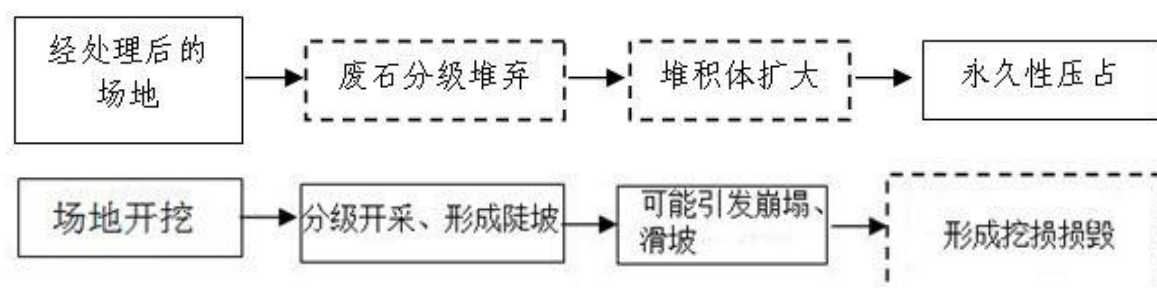 经处理后的
场地
废石分级堆弃
堆积体扩大
永久性压占
场地开挖
分级开采、形成陡坡
可能引发崩塌、
滑坡
形成挖损损毁